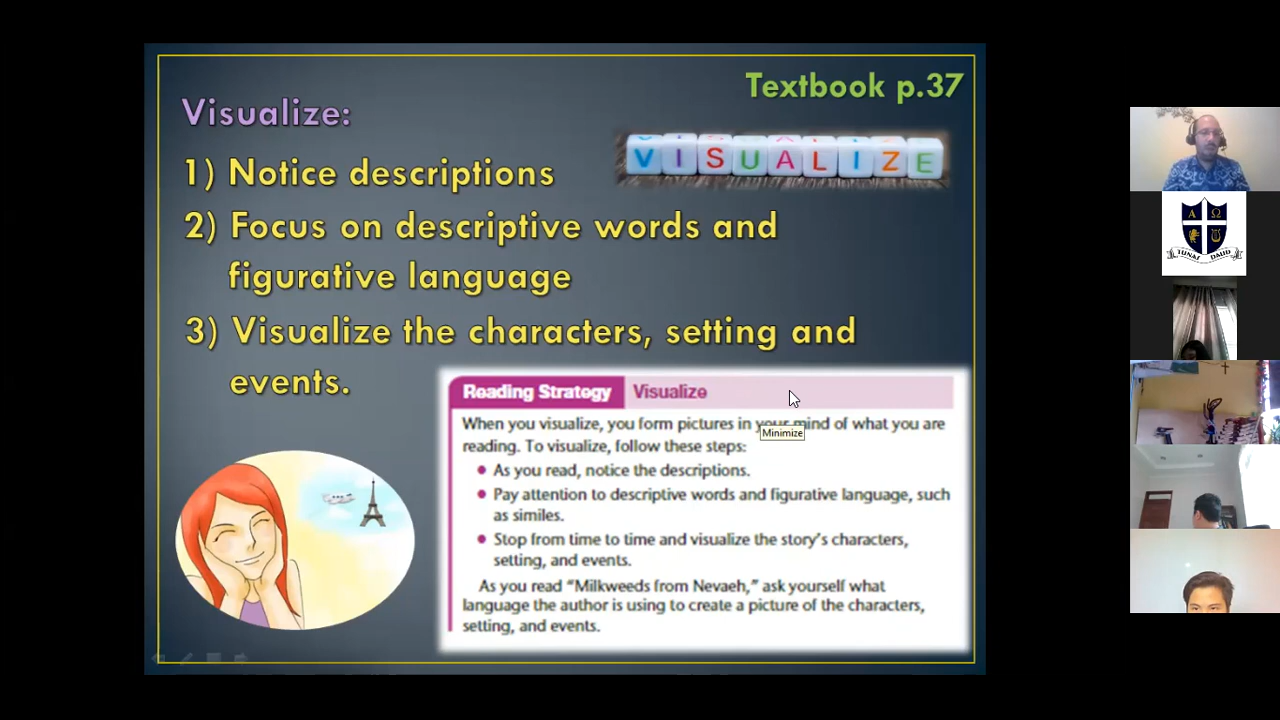 Textbook p.37
Visualize:
VISUALIZE
1) Notice descriptions
2) Focus on descriptive words and
figurative language
3) Visualize the characters, setting and
events.
Reading Strategy Visualize
When you visualize, you form pictures in your mind of what you are
Minimize
reading. To visualize, follow these steps:
• As you read, notice the descriptions.
• Pay attention to descriptive words and figurative language, such
as similes.
• Stop from time to time and visualize the story's characters,
setting, and events.
As you read "Milkweeds from Nevaeh," ask yourself what
language the author is using to create a picture of the characters,
setting, and events.
Α Ω
TUNAS DAUD